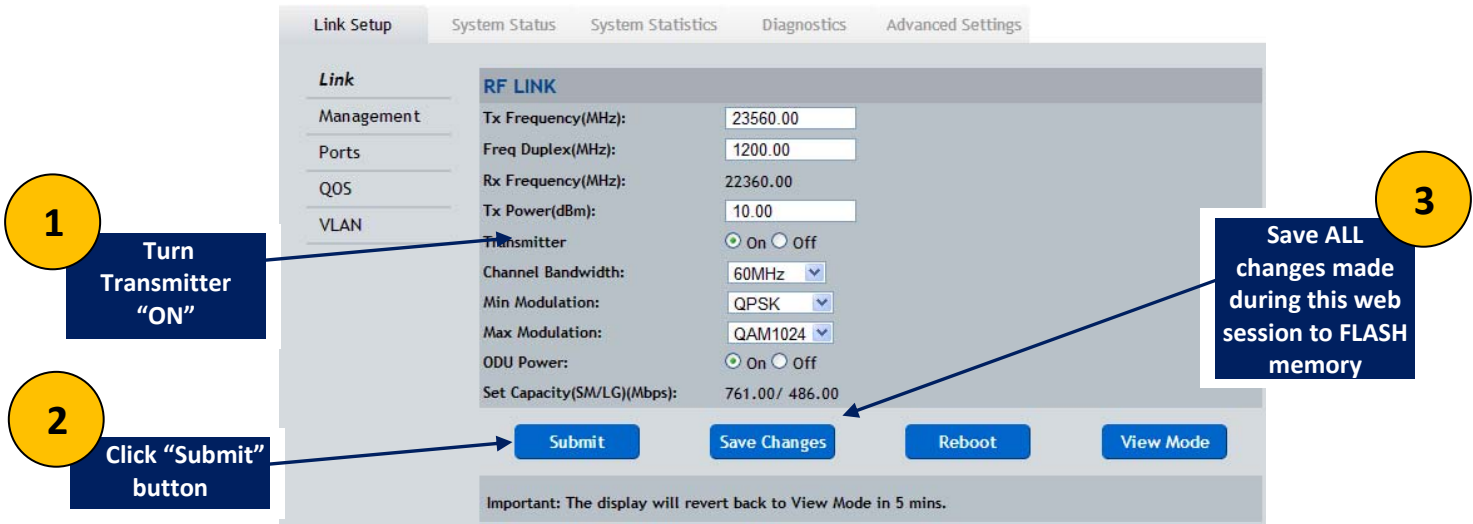 Link Setup System Status System Statistics Diagnostics Advanced Settings
Link
Management
Ports
QOS
VLAN
RF LINK
Tx Frequency(MHz): 23560.00
Freq Duplex(MHz): 1200.00
Rx Frequency(MHz): 22360.00
Tx Power(dBm): 10.00
Transmitter On Off
Channel Bandwidth: 60MHz
Min Modulation: QPSK
Max Modulation: QAM1024
ODU Power: On Off
Set Capacity(SM/LG)(Mbps): 761.00/ 486.00
Submit Save Changes Reboot View Mode
Important: The display will revert back to View Mode in 5 mins.
1
Turn
Transmitter
“ON”
2
Click “Submit”
button
3
Save ALL
changes made
during this web
session to FLASH
memory